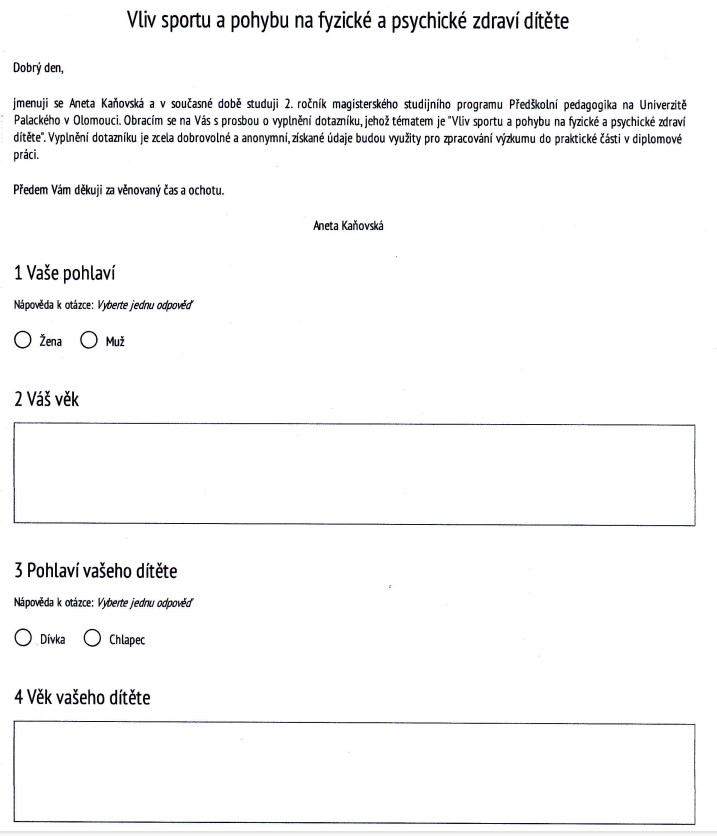 Vliv sportu a pohybu na fyzické a psychické zdraví dítěte
Dobrý den,
jmenuji se Aneta Kaňovská a v současné době studuji 2. ročník magisterského studijního programu Předškolní pedagogika na Univerzitě
Palackého v Olomouci. Obracím se na Vás s prosbou o vyplnění dotazníku, jehož tématem je "Vliv sportu a pohybu na fyzické a psychické zdraví
dítěte". Vyplnění dotazníku je zcela dobrovolné a anonymní, získané údaje budou využity pro zpracování výzkumu do praktické části v diplomové
práci.
Předem Vám děkuji za věnovaný čas a ochotu.
Aneta Kaňovská
1 Vaše pohlaví
Nápověda k otázce: Vyberte jednu odpověď
Žena Muž
2 Váš věk
3 Pohlaví vašeho dítěte
Nápověda k otázce: Vyberte jednu odpověď
Dívka Chlapec
4 Věk vašeho dítěte